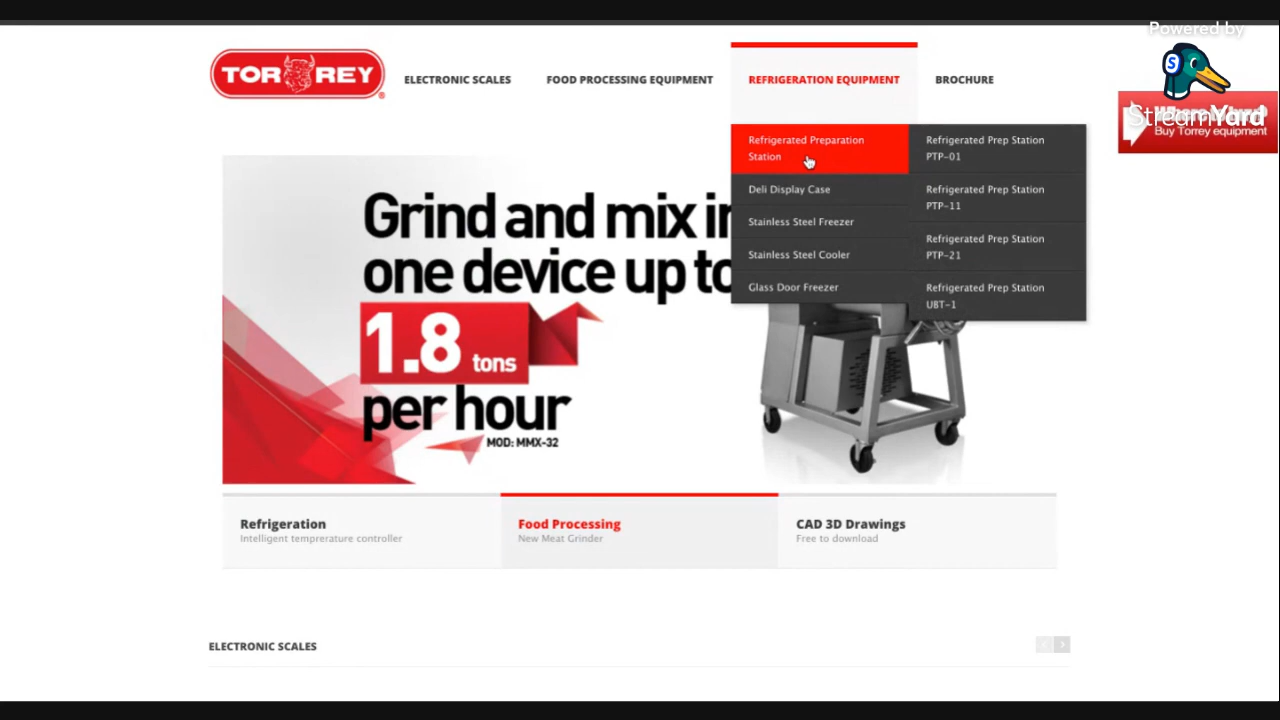 Powered by
StreamYard
TORREY
ELECTRONIC SCALES
FOOD PROCESSING EQUIPMENT
REFRIGERATION EQUIPMENT
BROCHURE
Buy Torrey equipment
Refrigerated Preparation
Station
Deli Display Case
Stainless Steel Freezer
Stainless Steel Cooler
Glass Door Freezer
Refrigerated Prep Station
PTP-01
Refrigerated Prep Station
PTP-11
Refrigerated Prep Station
PTP-21
Refrigerated Prep Station
UBT-1
Grind and mix in
one device up to
1.8 tons
per hour
MOD: MMX-32
Refrigeration
Intelligent temprerature controller
Food Processing
New Meat Grinder
CAD 3D Drawings
Free to download
ELECTRONIC SCALES